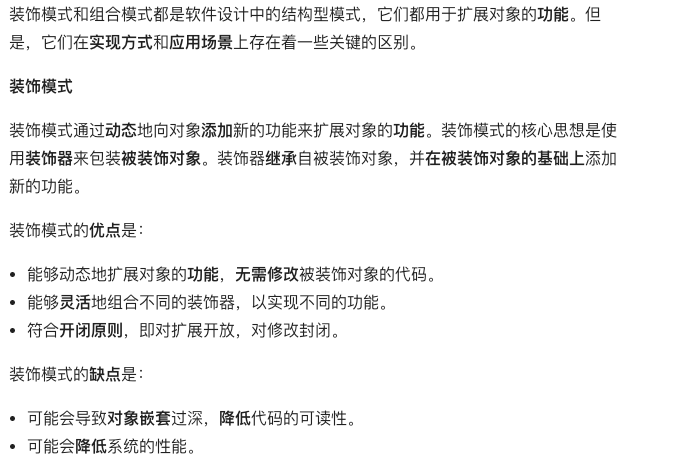 装饰模式和组合模式都是软件设计中的结构型模式，它们都用于扩展对象的功能。但
是，它们在实现方式和应用场景上存在着一些关键的区别。
装饰模式
装饰模式通过动态地向对象添加新的功能来扩展对象的功能。装饰模式的核心思想是使
用装饰器来包装被装饰对象。装饰器继承自被装饰对象，并在被装饰对象的基础上添加
新的功能。
装饰模式的优点是：
• 能够动态地扩展对象的功能，无需修改被装饰对象的代码。
• 能够灵活地组合不同的装饰器，以实现不同的功能。
• 符合开闭原则，即对扩展开放，对修改封闭。
装饰模式的缺点是：
• 可能会导致对象嵌套过深，降低代码的可读性。
• 可能会降低系统的性能。